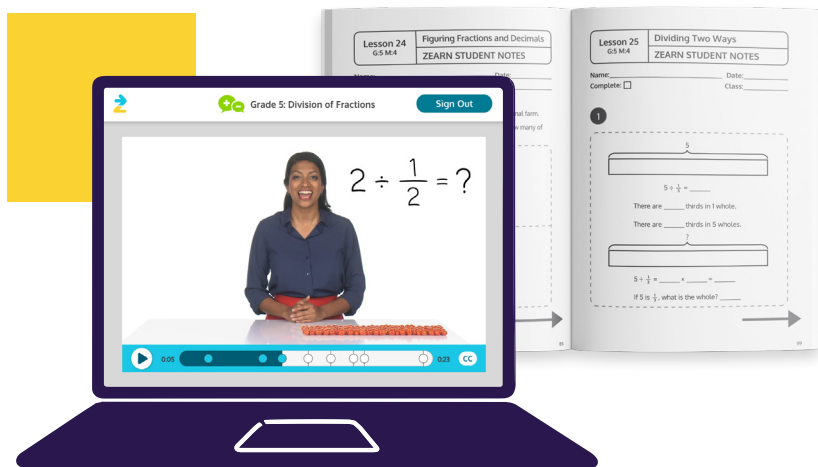 Lesson 24
G:5 M:4
Figuring Fractions and Decimals
ZEARN STUDENT NOTES
Date:
nal farm.
w many of
Lesson 25
G:5 M:4
Dividing Two Ways
ZEARN STUDENT NOTES
Name: Date:
Complete: Class:
1
5
5 ÷ 1/3 = ______
There are ______ thirds in 1 whole.
There are ______ thirds in 5 wholes.
?
5 ÷ 1/3 = ______ × ______ = ______
If 5 is 1/3, what is the whole? ______
Grade 5: Division of Fractions
Sign Out
2 ÷ 1/2 = ?
0:05
0:23
CC